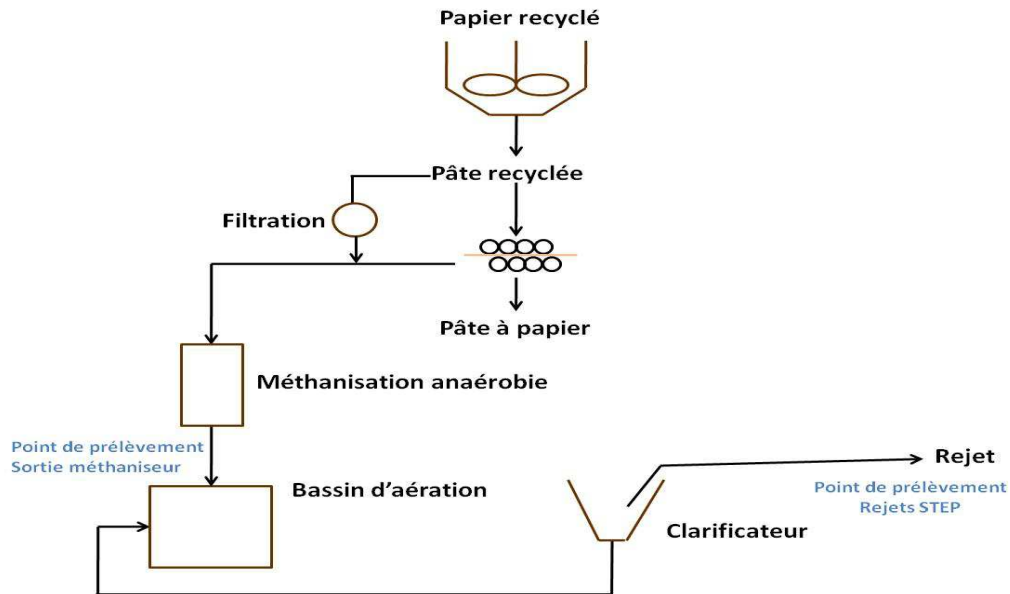 Papier recyclé
Pâte recyclée
Filtration
Pâte à papier
Méthanisation anaérobie
Point de prélèvement
Sortie méthaniseur
Bassin d'aération
Rejet
Point de prélèvement
Rejets STEP
Clarificateur